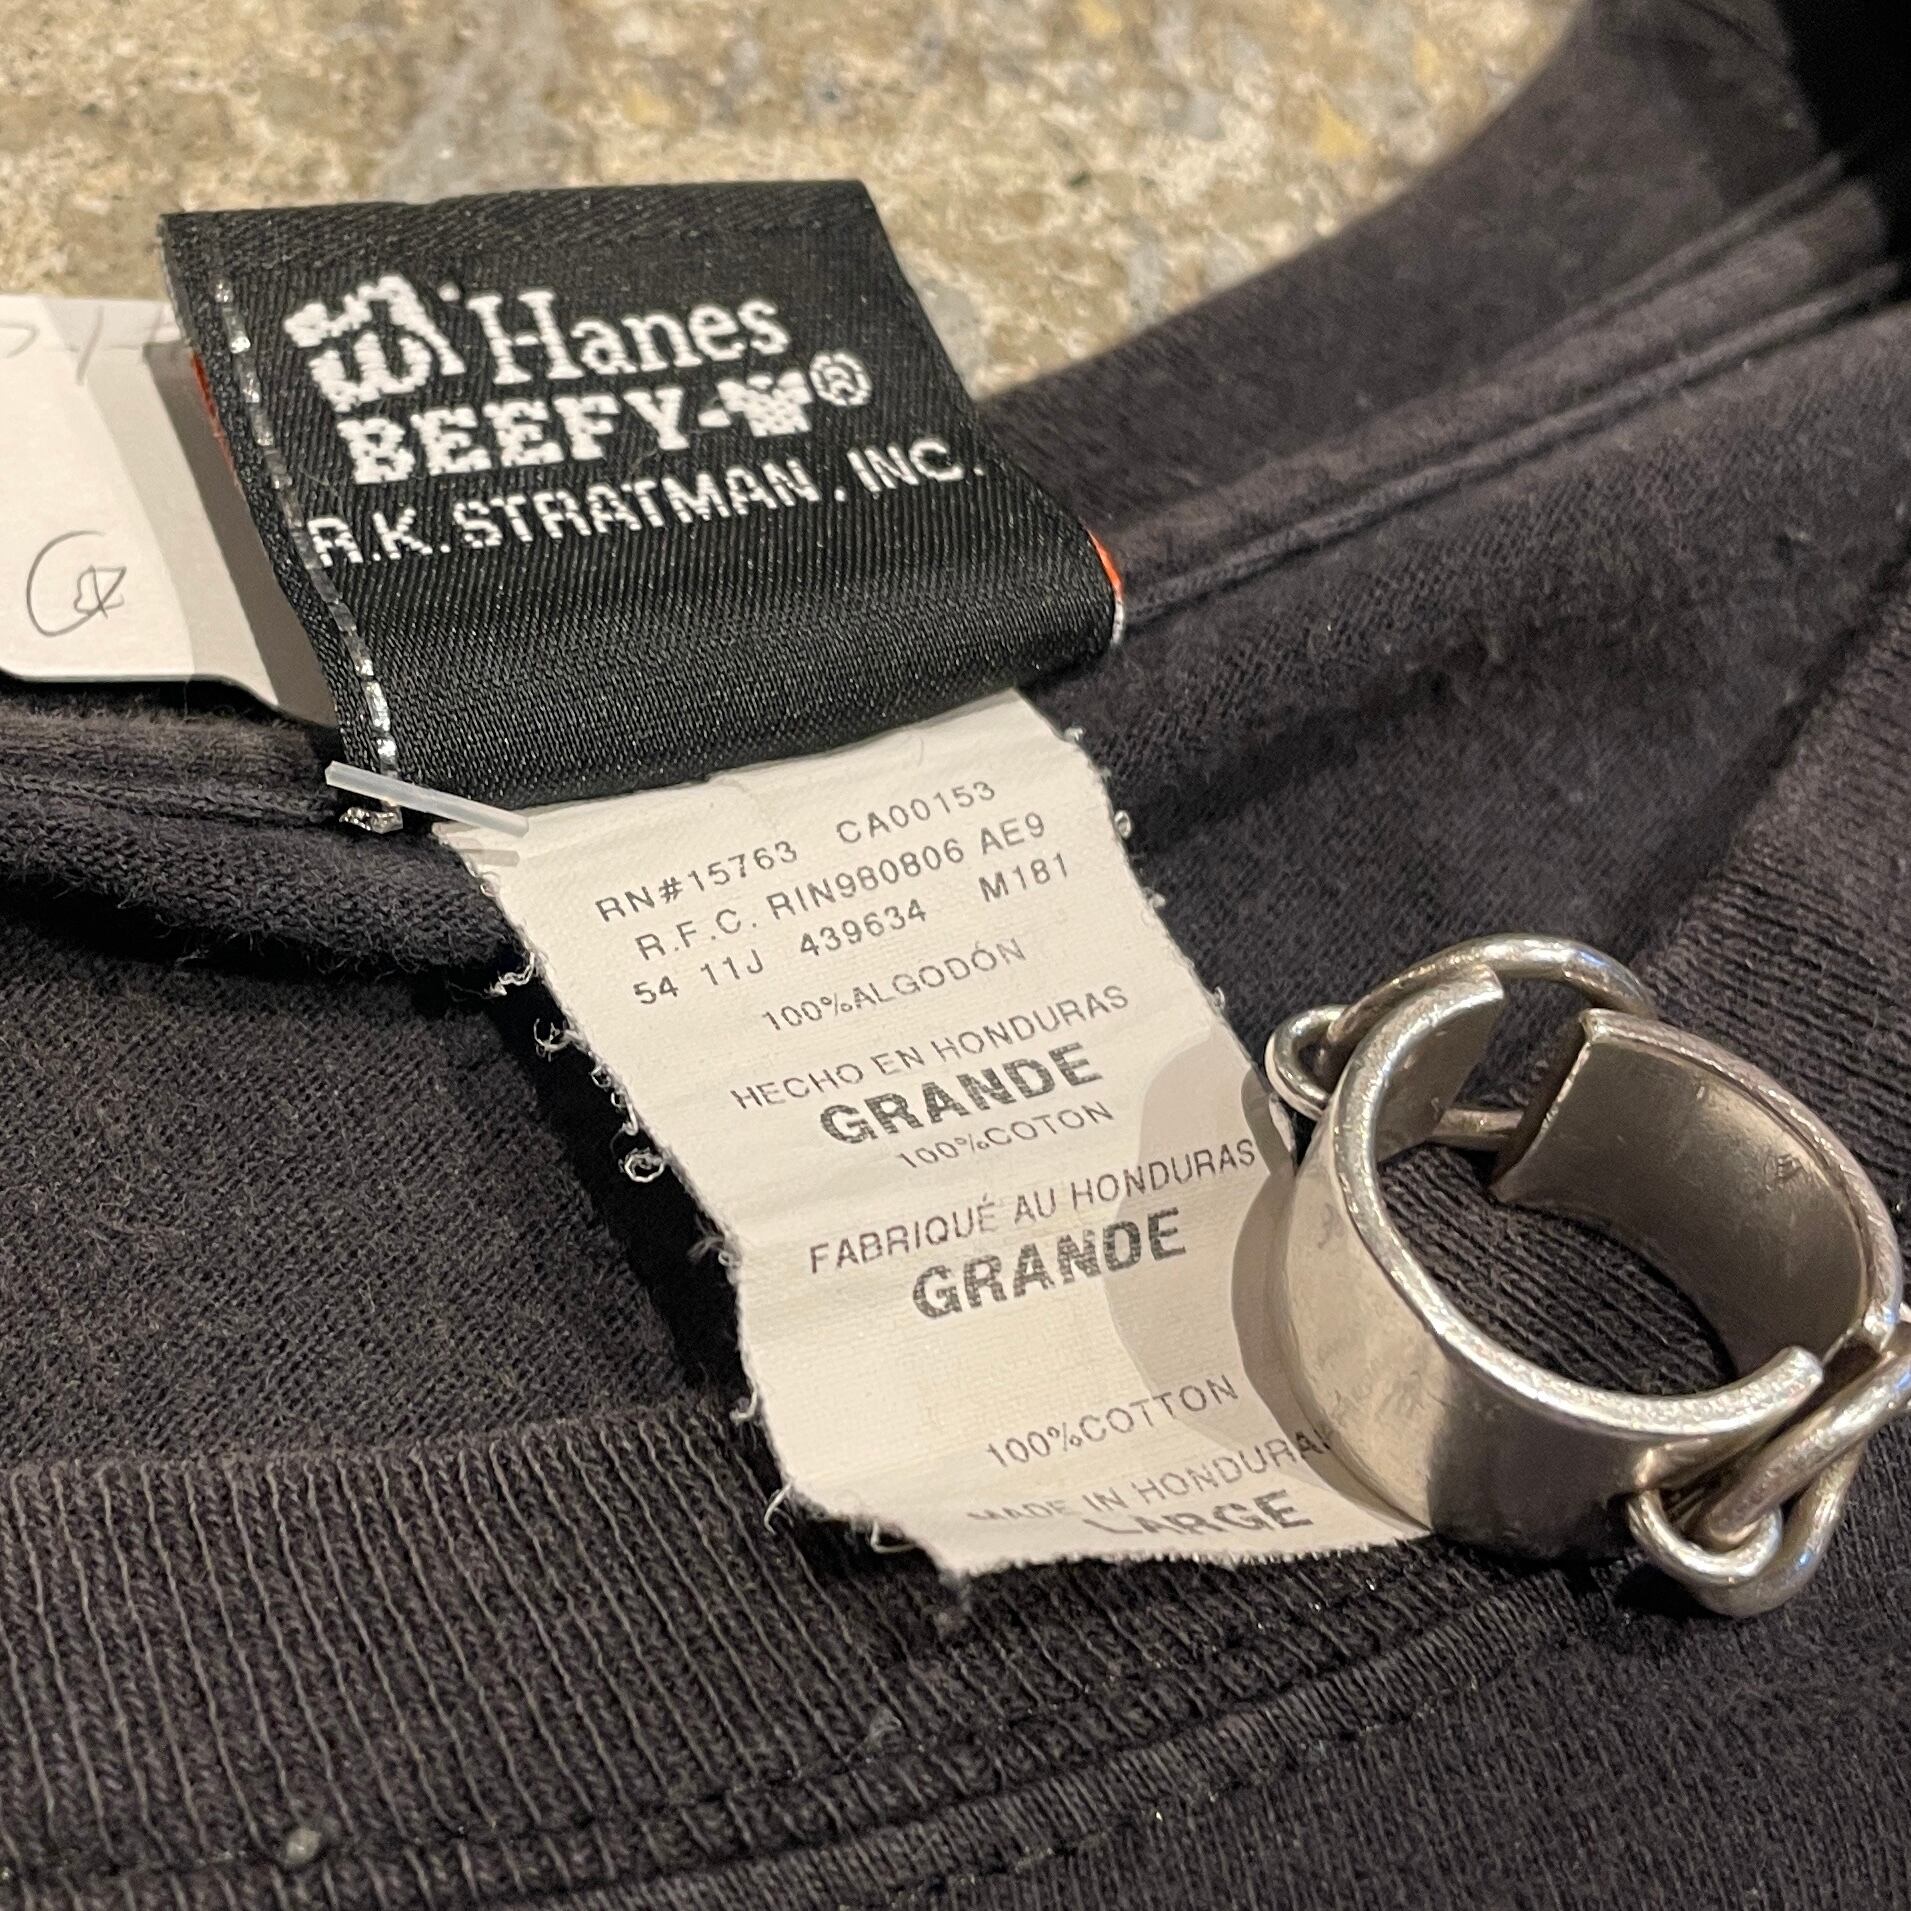 Hanes
BEEFY-T®
R.K.STRATMAN, INC.
RN#15763 CA00153
R.F.C. RIN980806 AE9
54 11J 439634 M181
100%ALGODÓN
HECHO EN HONDURAS
GRANDE
100%COTON
FABRIQUÉ AU HONDURAS
GRANDE
100%COTTON
MADE IN HONDURA
LARGE